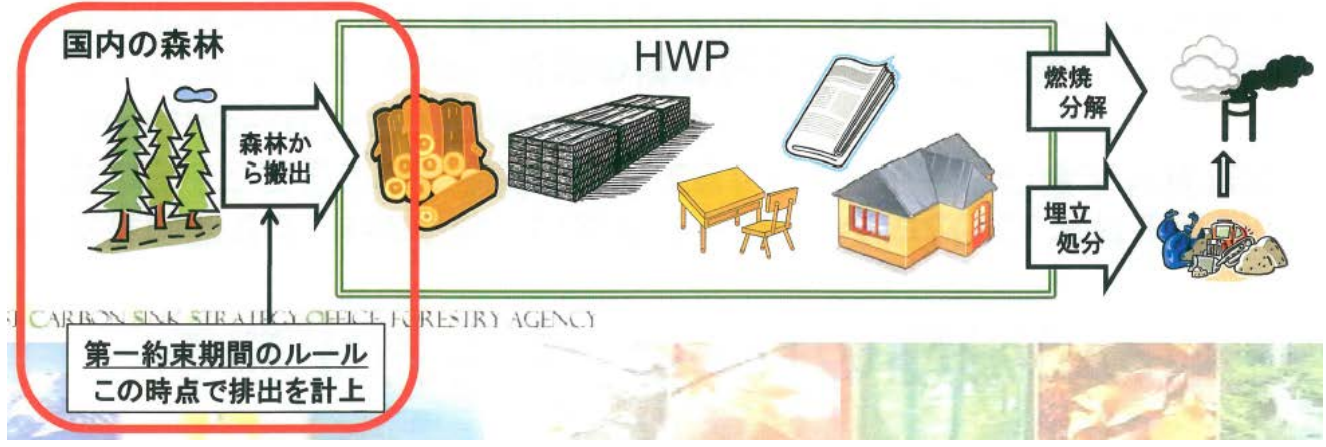 国内の森林
HWP
森林か
ら搬出
燃焼
分解
埋立
処分
CARBON SINK STRATEGY OFFICE FORESTRY AGENCY
第一約束期間のルール
この時点で排出を計上